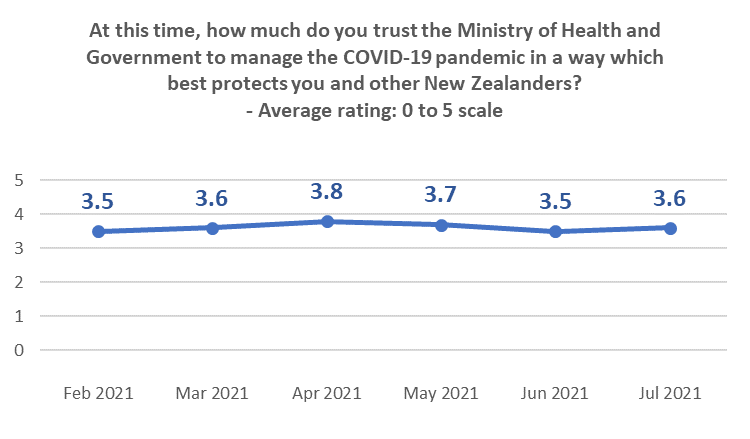 At this time, how much do you trust the Ministry of Health and
Government to manage the COVID-19 pandemic in a way which
best protects you and other New Zealanders?
- Average rating: 0 to 5 scale
5
3.5 3.6 3.8 3.7 3.5 3.6
4
3
2
1
0
Feb 2021 Mar 2021 Apr 2021 May 2021 Jun 2021 Jul 2021